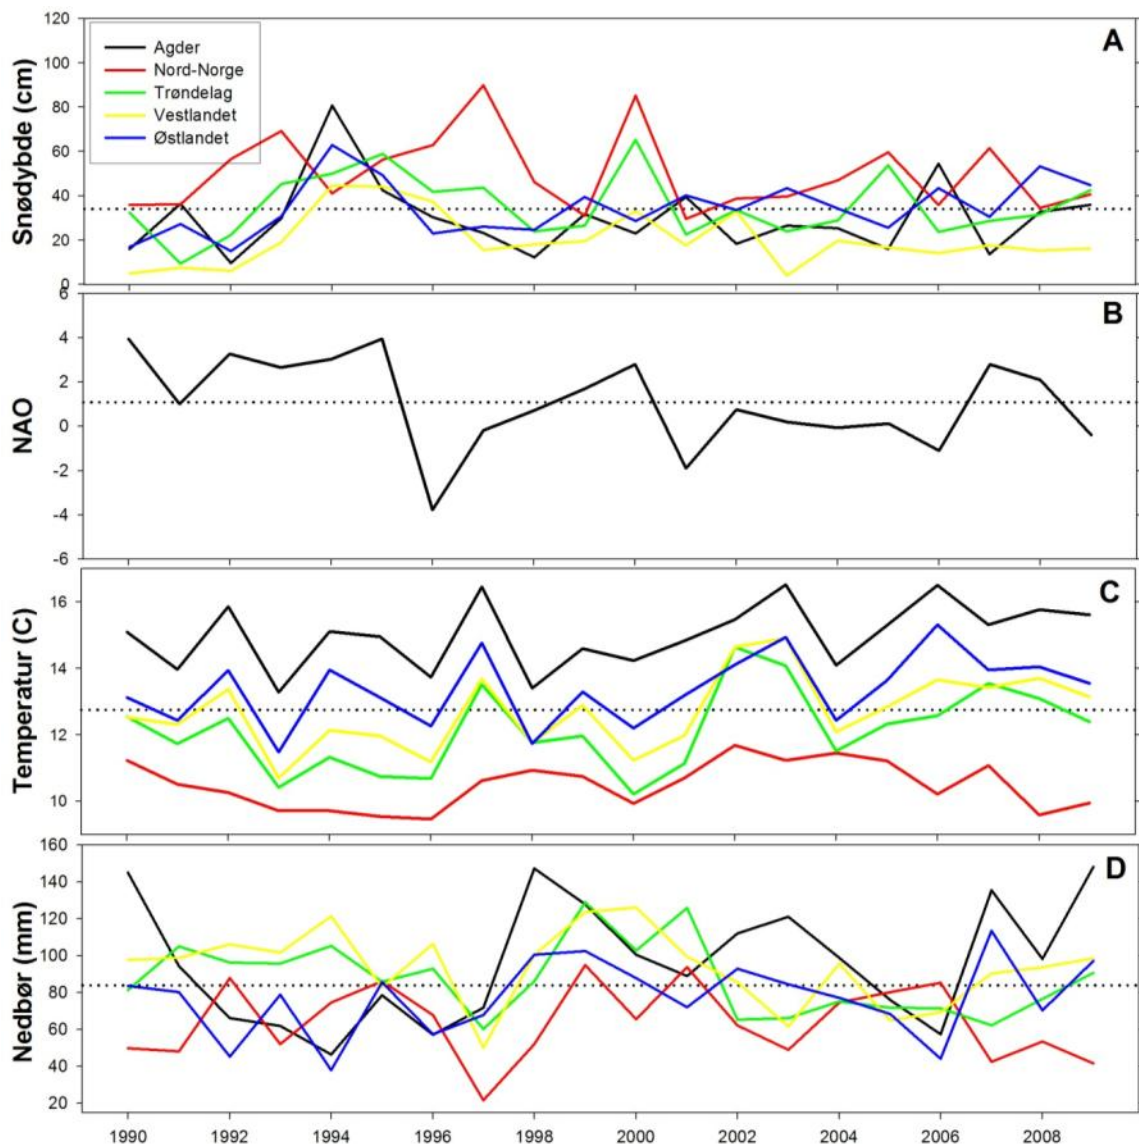 120
A
100
80
60
40
20
0
Snødybde (cm)
Agder
Nord-Norge
Trøndelag
Vestlandet
Østlandet
6
B
4
2
0
-2
-4
-6
NAO
C
16
14
12
10
Temperatur (C)
160
D
140
120
100
80
60
40
20
Nedbør (mm)
1990 1992 1994 1996 1998 2000 2002 2004 2006 2008